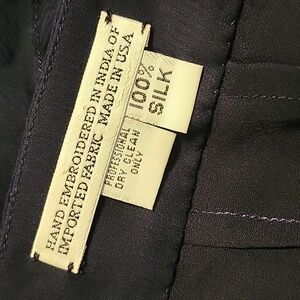 HAND EMBROIDERED IN INDIA OF
IMPORTED FABRIC MADE IN USA
100%
SILK
PROFESSIONAL
DRY CLEAN
ONLY